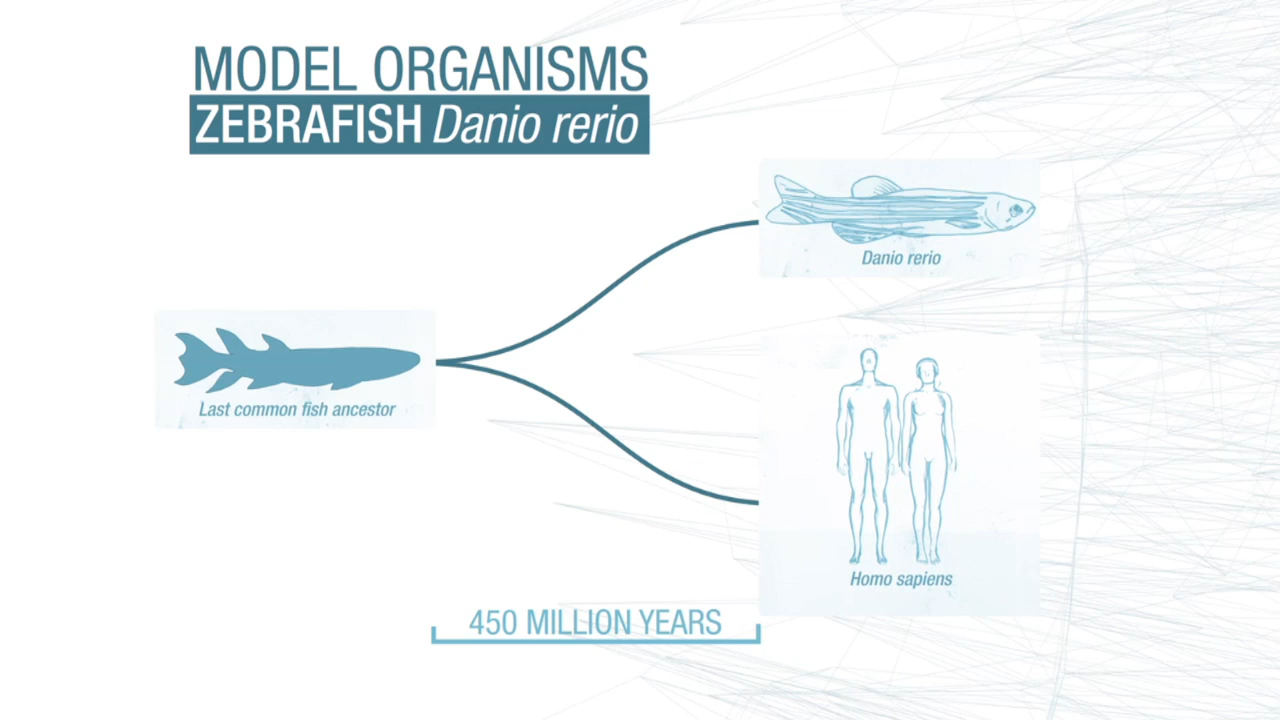 MODEL ORGANISMS
ZEBRAFISH Danio rerio
Danio rerio
Last common fish ancestor
Homo sapiens
450 MILLION YEARS